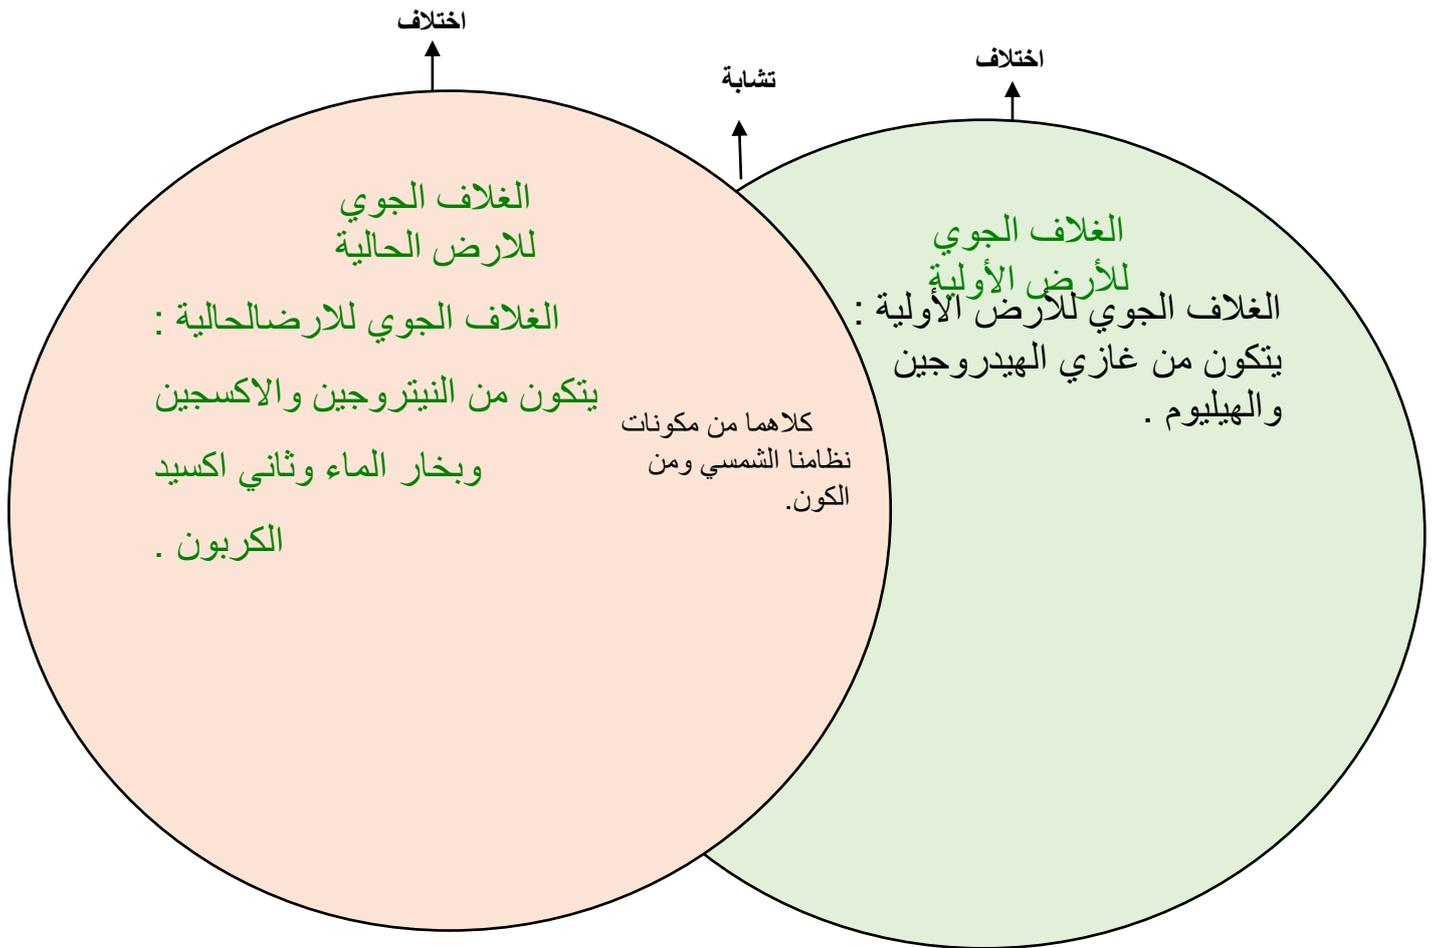 اختلاف
اختلاف
تشابة
الغلاف الجوي
للأرض الأولية
الغلاف الجوي للأرض الأولية :
يتكون من غازي الهيدروجين
والهيليوم .
الغلاف الجوي
للارض الحالية
الغلاف الجوي للارضالحالية :
يتكون من النيتروجين والاكسجين
وبخار الماء وثاني اكسيد
الكربون .
كلاهما من مكونات
نظامنا الشمسي ومن
الكون.